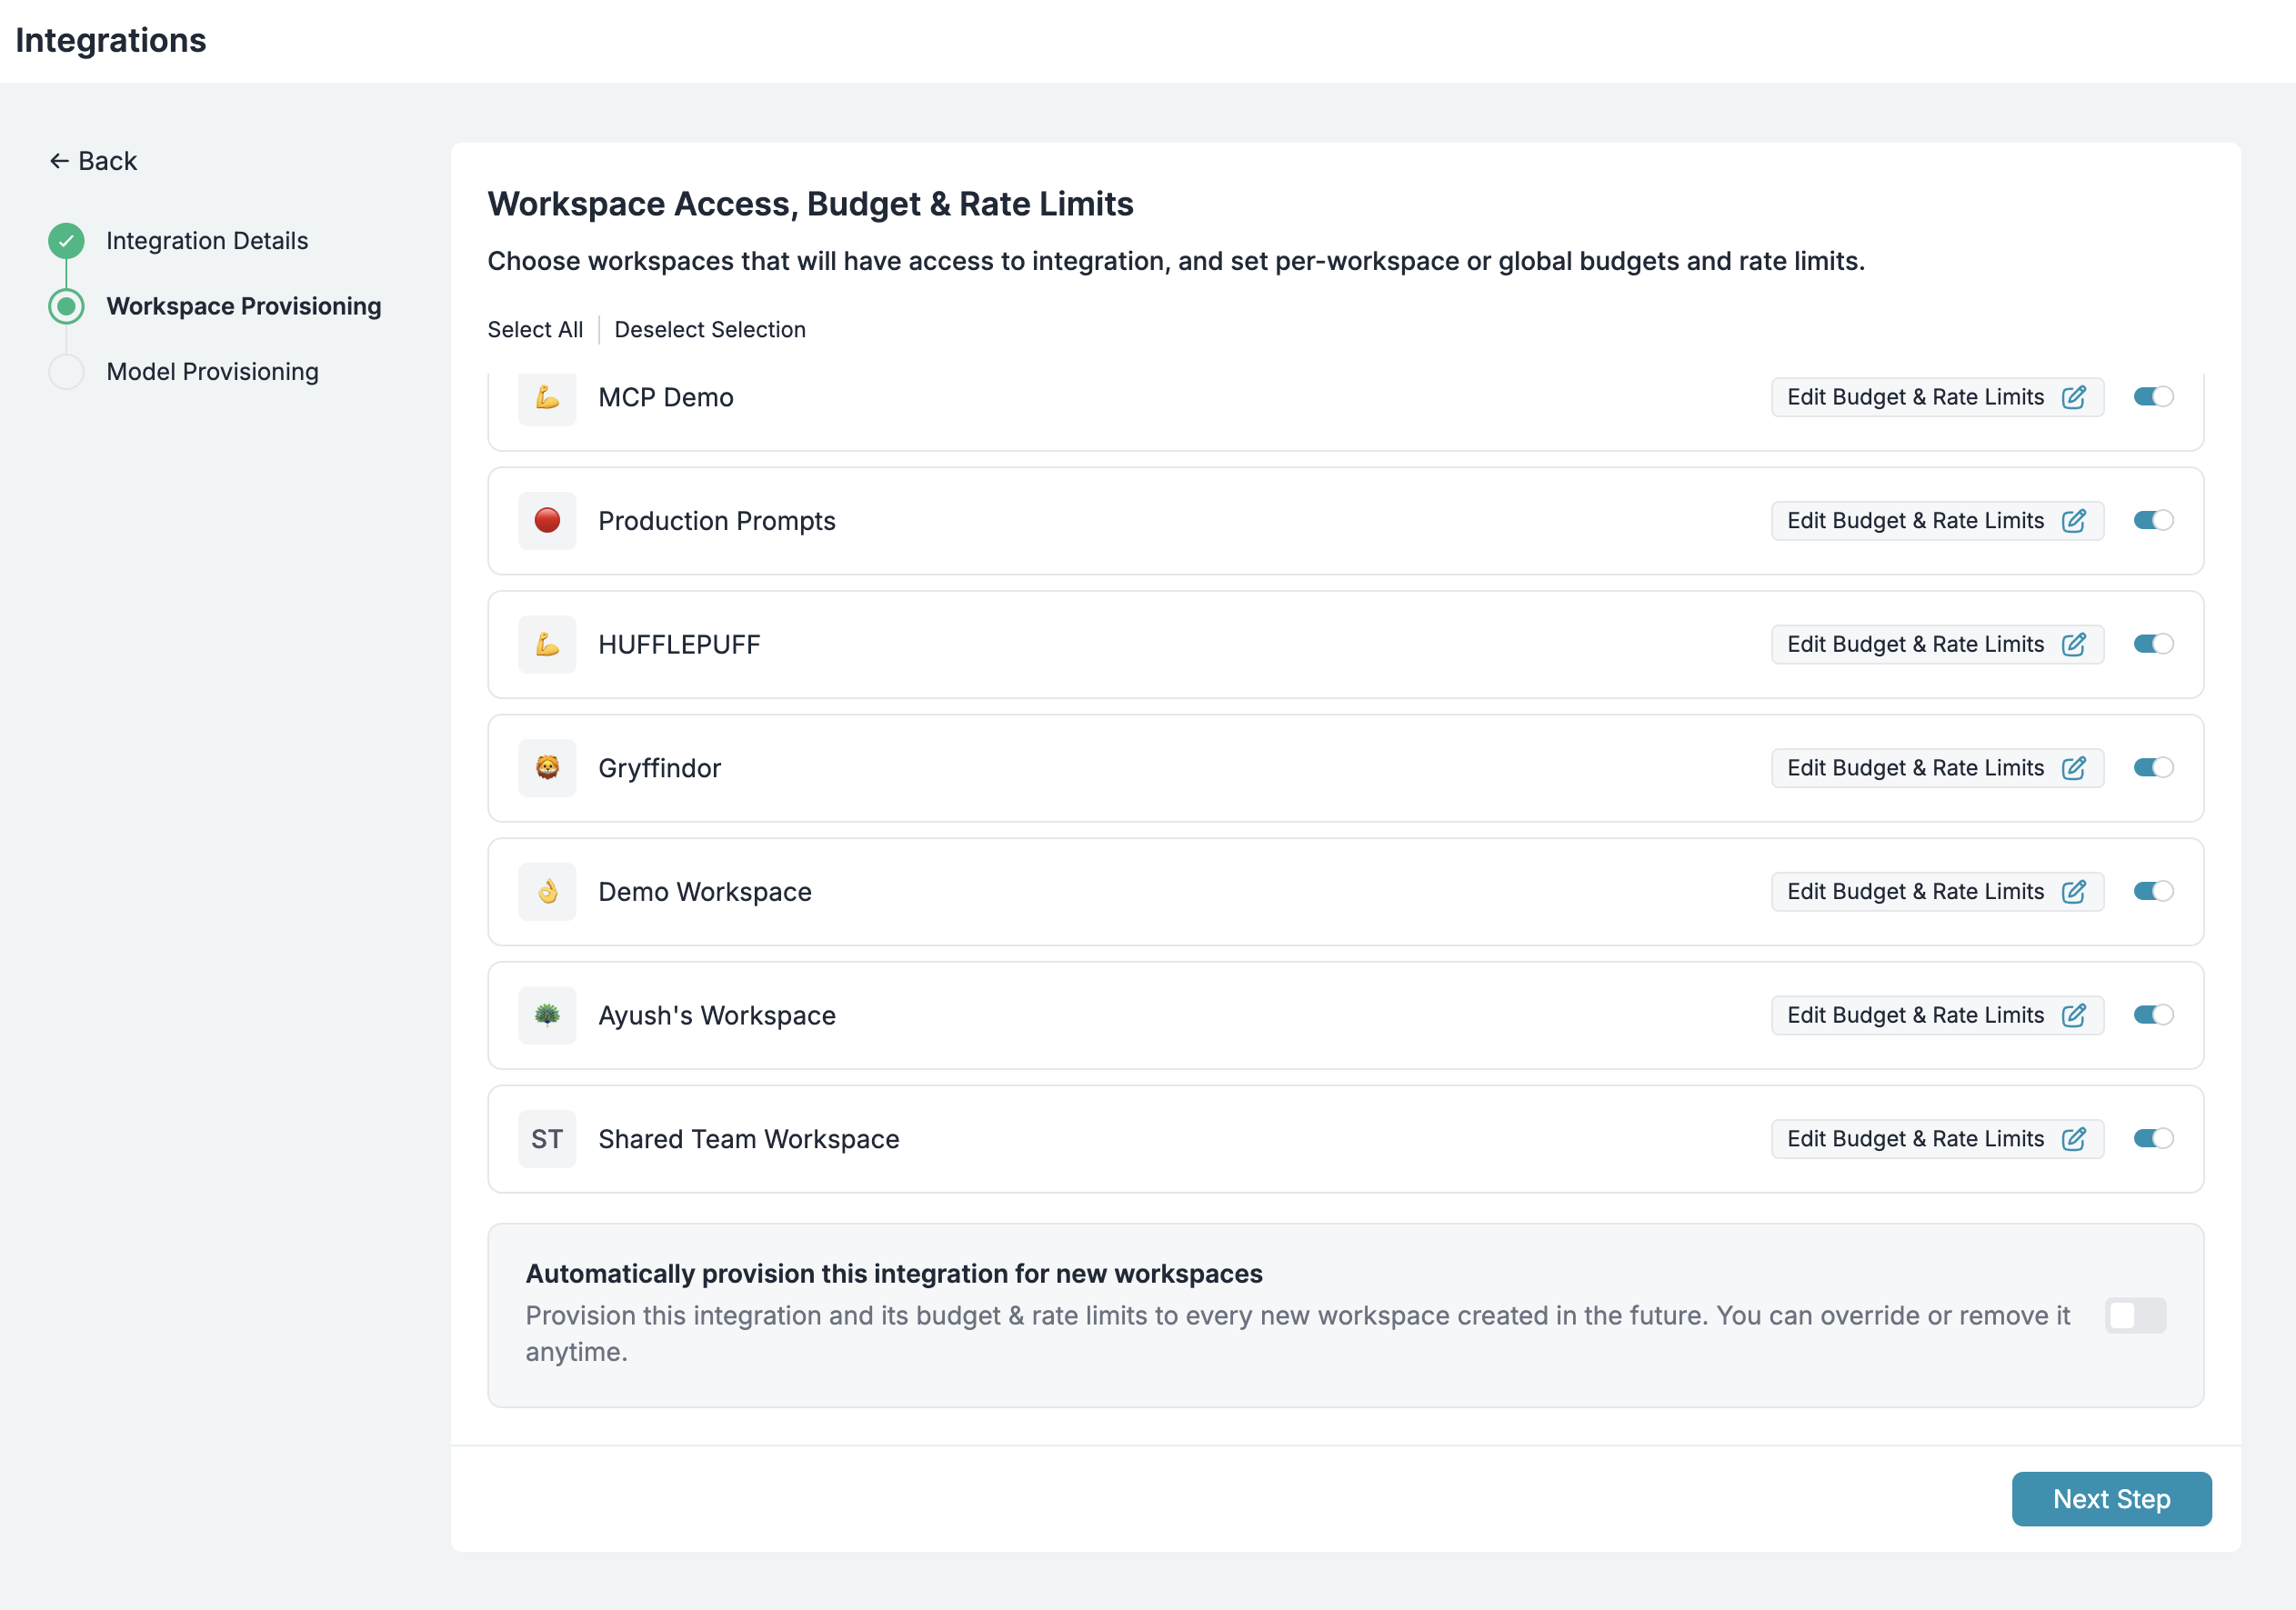 Integrations
Back
Integration Details
Workspace Provisioning
Model Provisioning
Workspace Access, Budget & Rate Limits
Choose workspaces that will have access to integration, and set per-workspace or global budgets and rate limits.
Select All Deselect Selection
MCP Demo Edit Budget & Rate Limits
Production Prompts Edit Budget & Rate Limits
HUFFLEPUFF Edit Budget & Rate Limits
Gryffindor Edit Budget & Rate Limits
Demo Workspace Edit Budget & Rate Limits
Ayush's Workspace Edit Budget & Rate Limits
ST Shared Team Workspace Edit Budget & Rate Limits
Automatically provision this integration for new workspaces
Provision this integration and its budget & rate limits to every new workspace created in the future. You can override or remove it
anytime.
Next Step